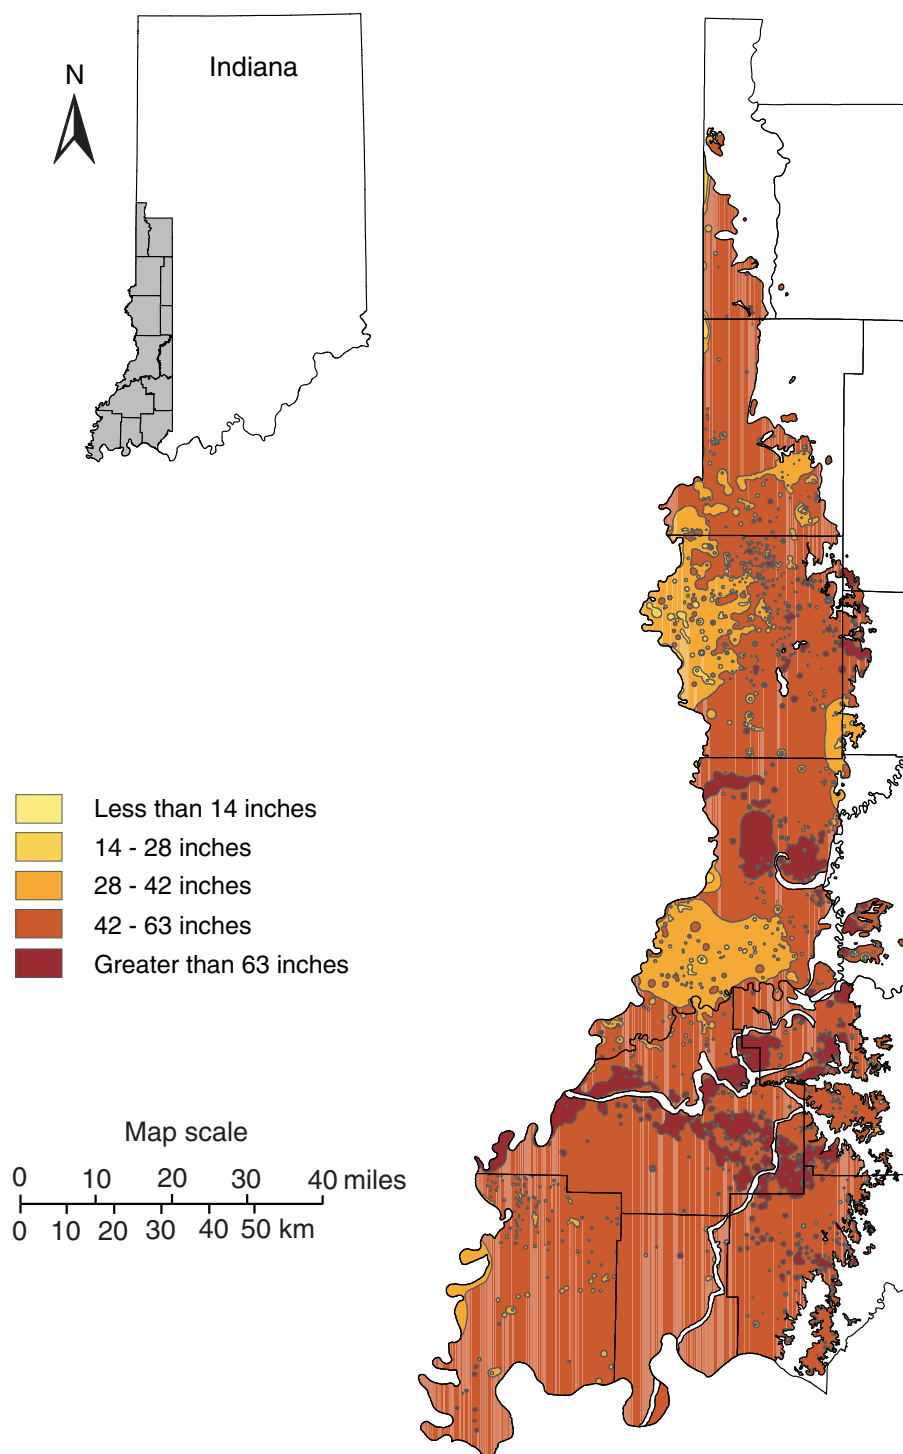 Indiana
N
Less than 14 inches
14 - 28 inches
28 - 42 inches
42 - 63 inches
Greater than 63 inches
Map scale
0 10 20 30 40 miles
0 10 20 30 40 50 km